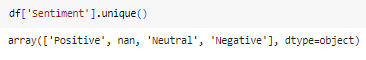 df['Sentiment'].unique()
array(['Positive', nan, 'Neutral', 'Negative'], dtype=object)